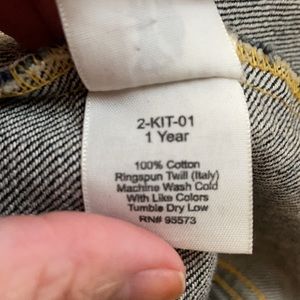 2-KIT-01
1 Year
100% Cotton
Ringspun Twill (Italy)
Machine Wash Cold
With Like Colors
Tumble Dry Low
RN# 95573